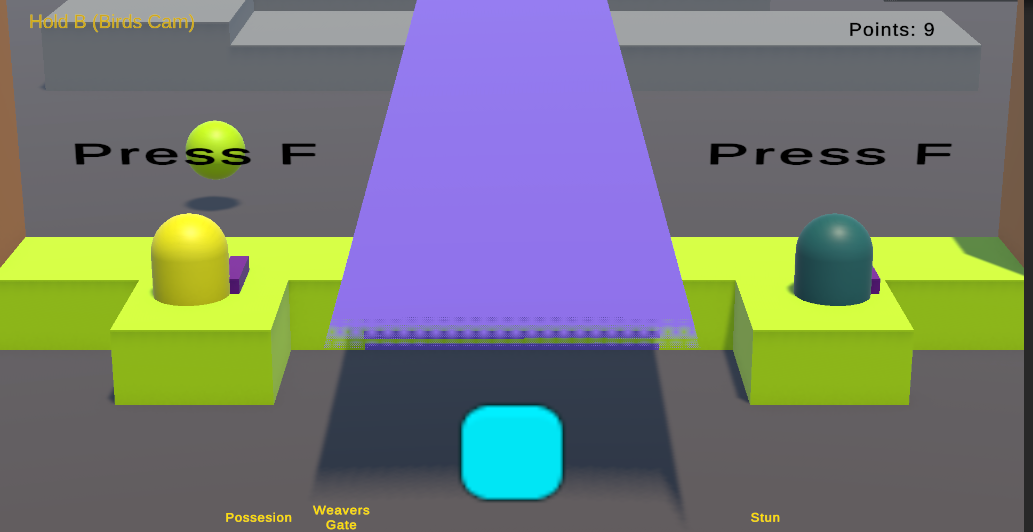 Hold B (Birds Cam)
Points: 9
Press F
Press F
Possesion
Weavers
Gate
Stun